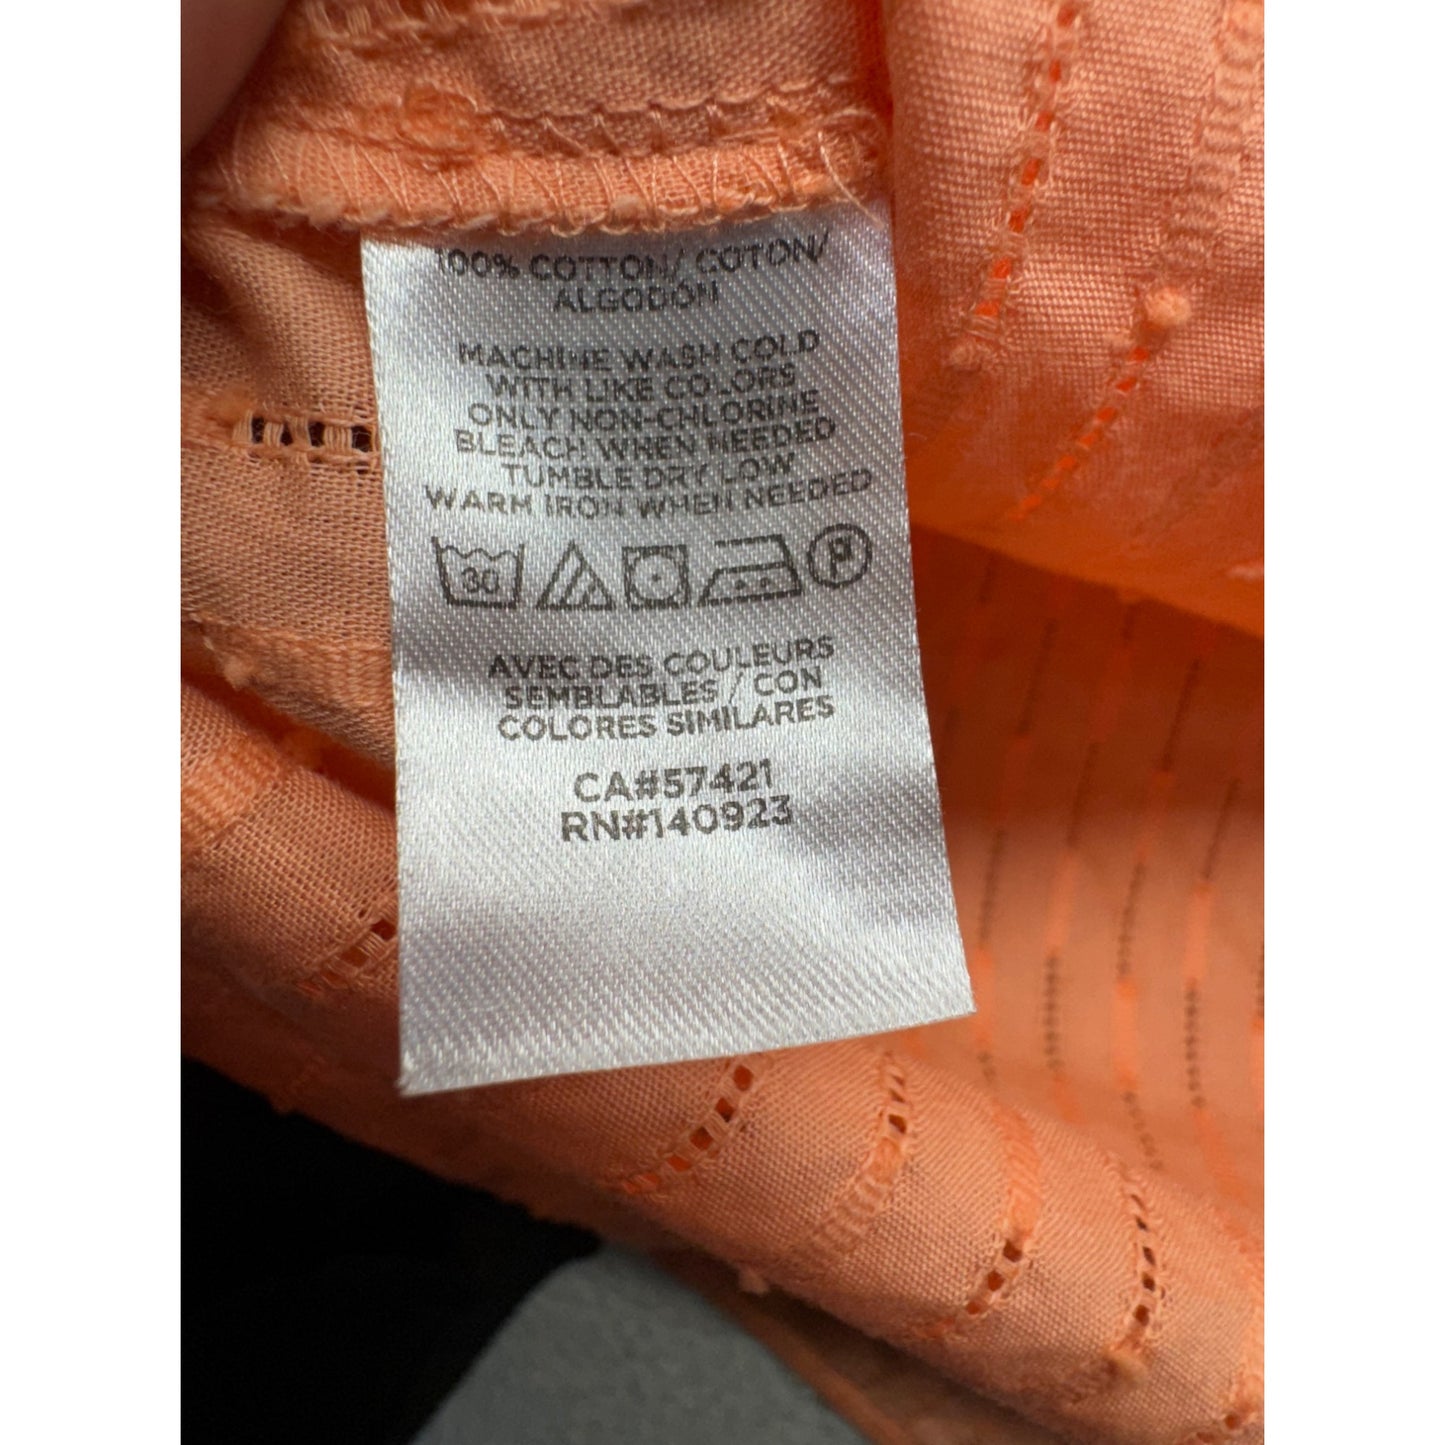 100% COTTON/ COTON/
ALGODÓN
MACHINE WASH COLD
WITH LIKE COLORS
ONLY NON-CHLORINE
BLEACH WHEN NEEDED
TUMBLE DRY LOW
WARM IRON WHEN NEEDED
30 P
AVEC DES COULEURS
SEMBLABLES / CON
COLORES SIMILARES
CA#57421
RN#140923